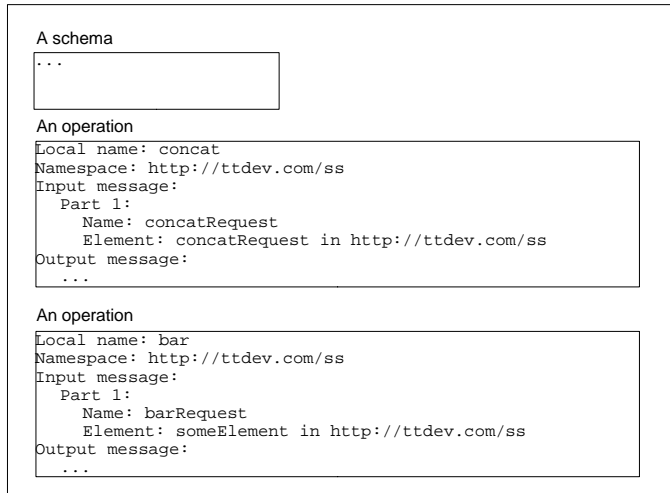 A schema
...
An operation
Local name: concat
Namespace: http://ttdev.com/ss
Input message:
Part 1:
Name: concatRequest
Element: concatRequest in http://ttdev.com/ss
Output message:
...
An operation
Local name: bar
Namespace: http://ttdev.com/ss
Input message:
Part 1:
Name: barRequest
Element: someElement in http://ttdev.com/ss
Output message:
...